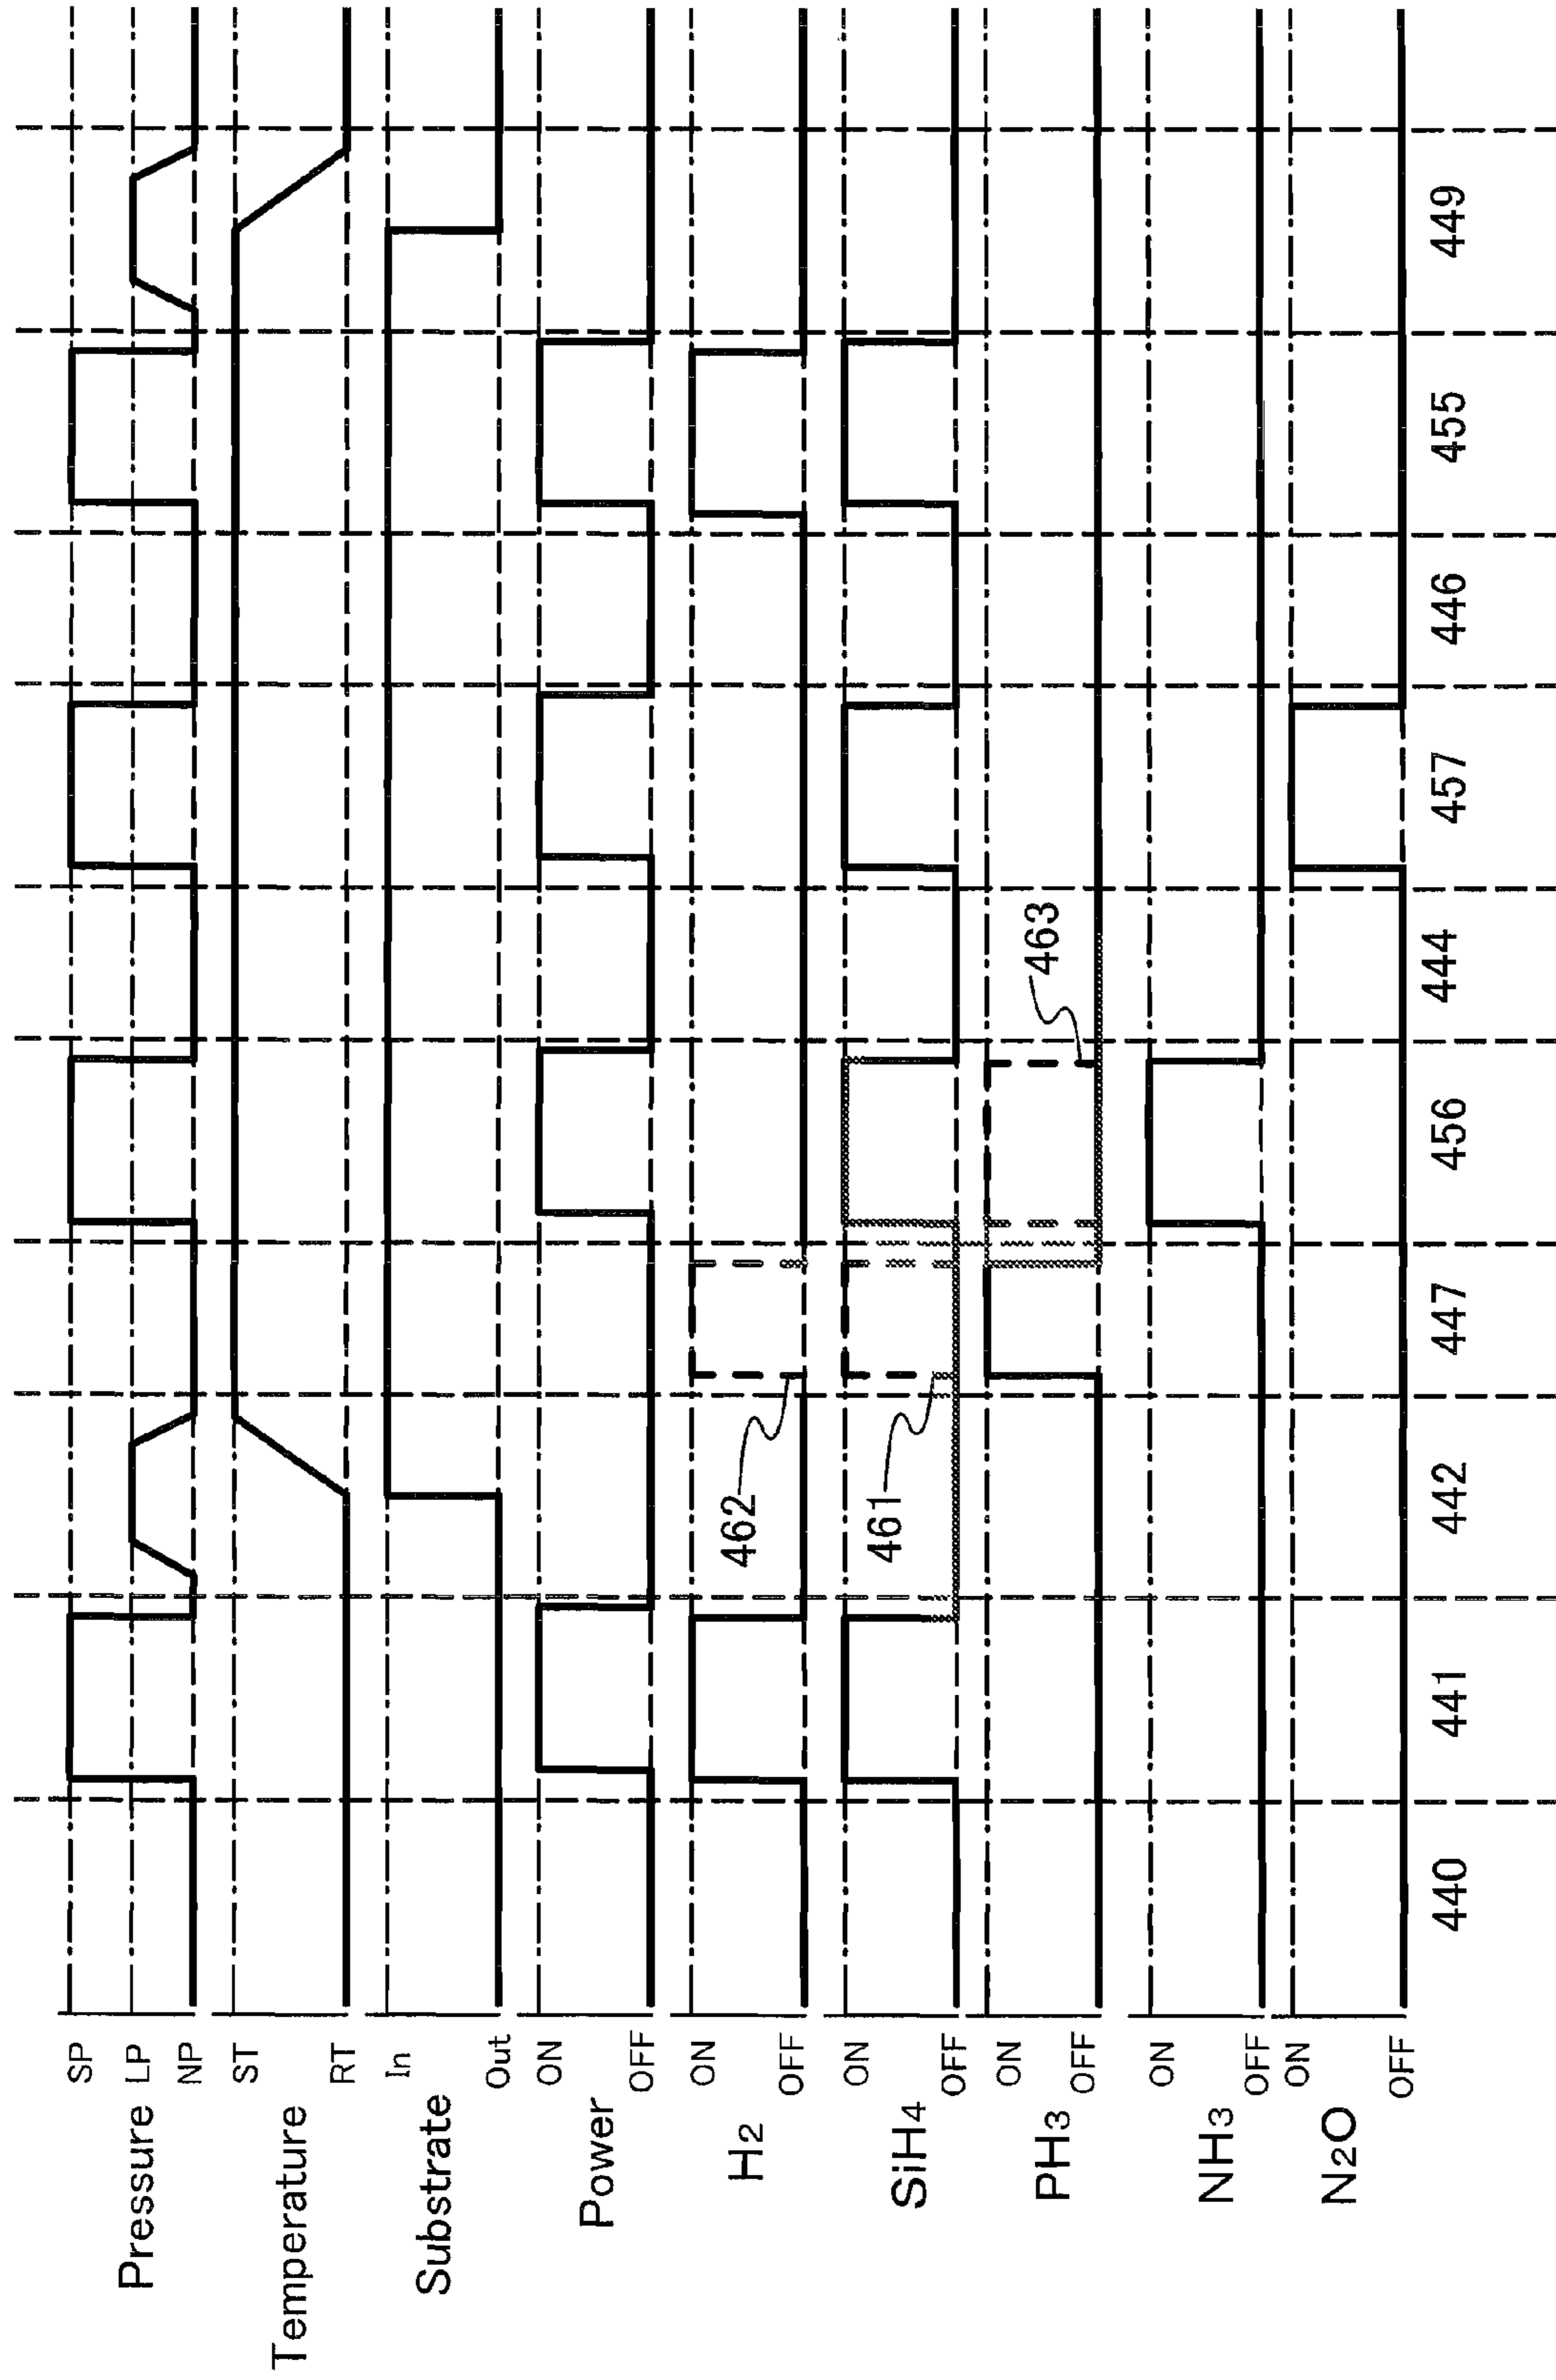 Pressure
SP
LP
NP
Temperature
ST
RT
Substrate
In
Out
Power
ON
OFF
H2
ON
OFF
462
SiH4
ON
OFF
461
PH3
ON
OFF
463
NH3
ON
OFF
N2O
ON
OFF
440 441 442 447 456 444 457 446 455 449